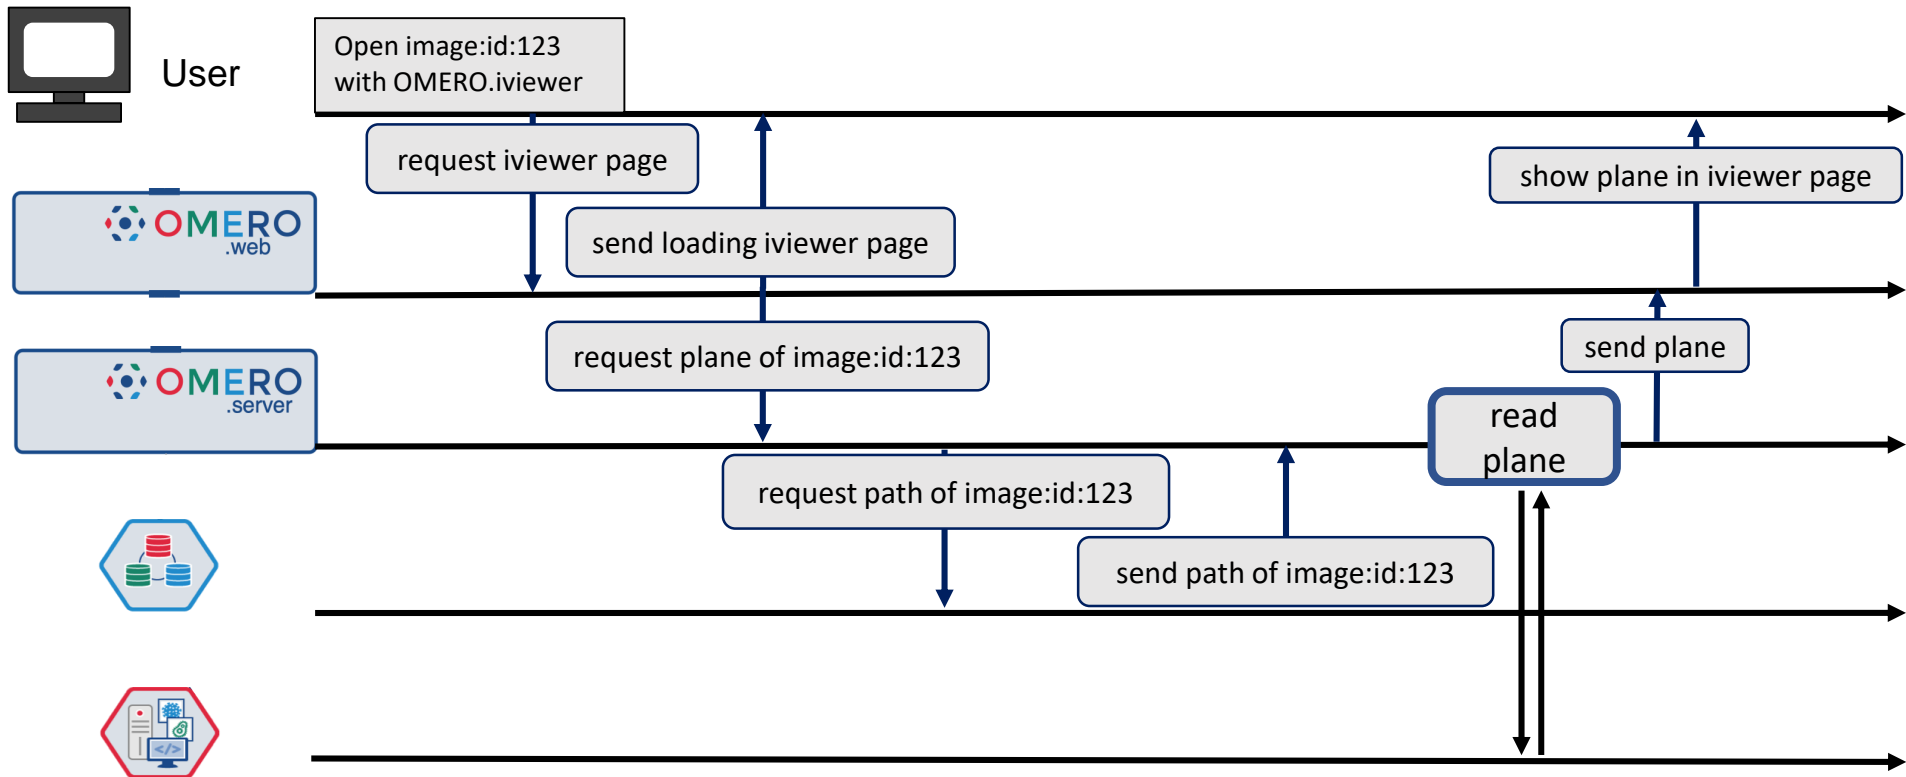 User
Open image:id:123
with OMERO.iviewer
request iviewer page
show plane in iviewer page
OMERO
.web
send loading iviewer page
request plane of image:id:123
send plane
OMERO
.server
read
plane
request path of image:id:123
send path of image:id:123
</>